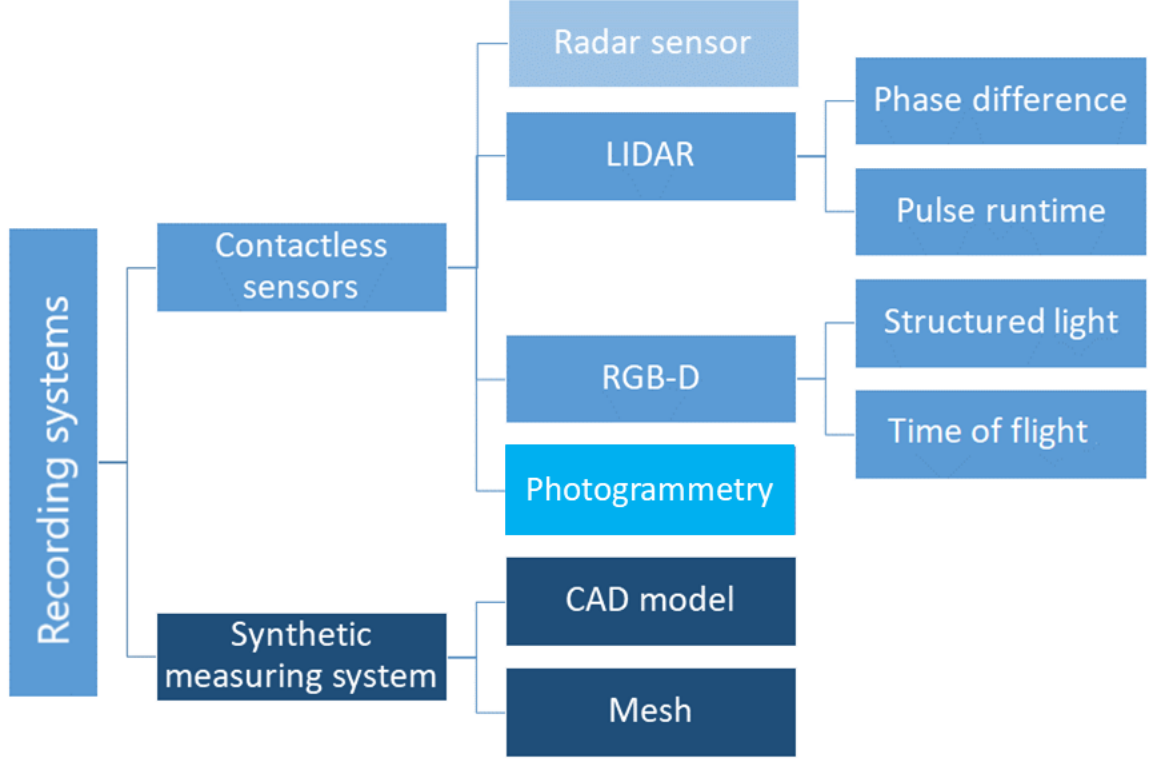 Recording systems
Contactless
sensors
Radar sensor
LIDAR
Phase difference
Pulse runtime
RGB-D
Structured light
Time of flight
Photogrammetry
Synthetic
measuring system
CAD model
Mesh